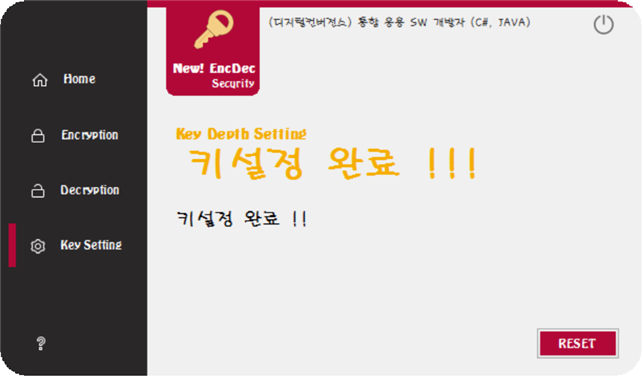 (디지털컨버전스) 통합 응용 SW 개발자 (C#, JAVA)
New! EncDec
Security
Home
Encryption
Decryption
Key Setting
?
Key Depth Setting
키설정 완료 !!!
키설정 완료 !!
RESET